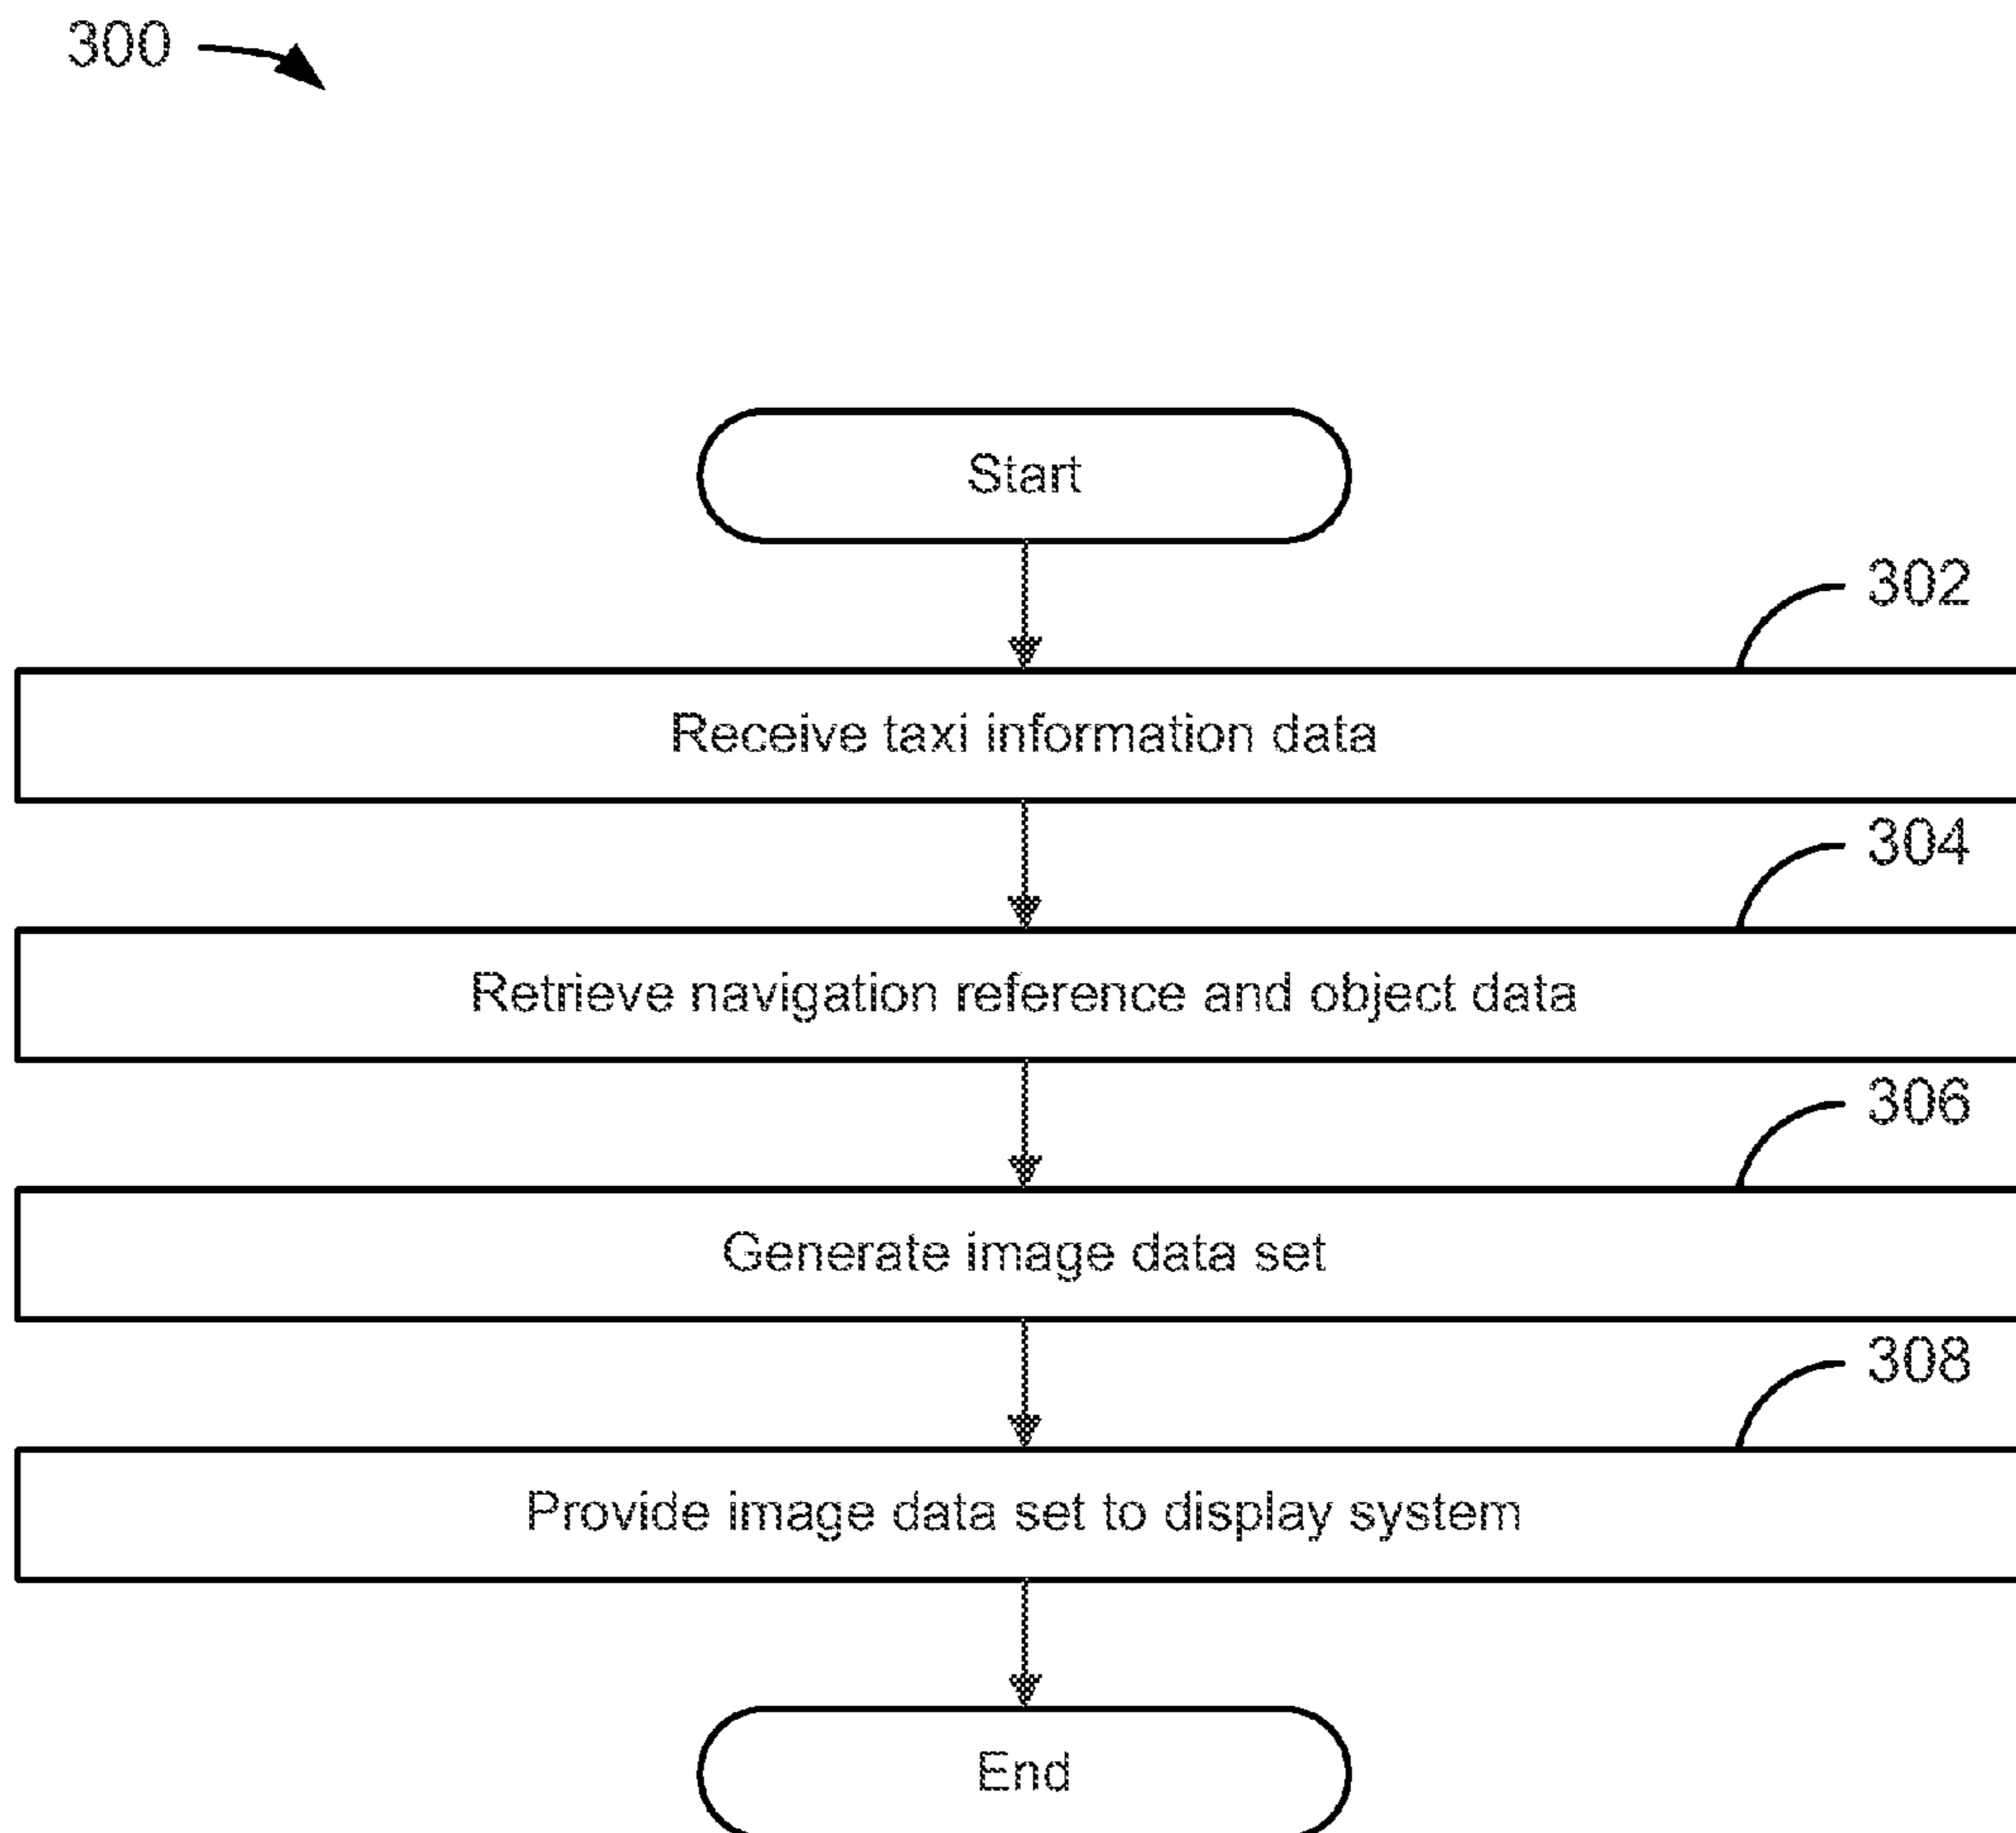 300
Start
302
Receive taxi information data
304
Retrieve navigation reference and object data
306
Generate image data set
308
Provide image data set to display system
End